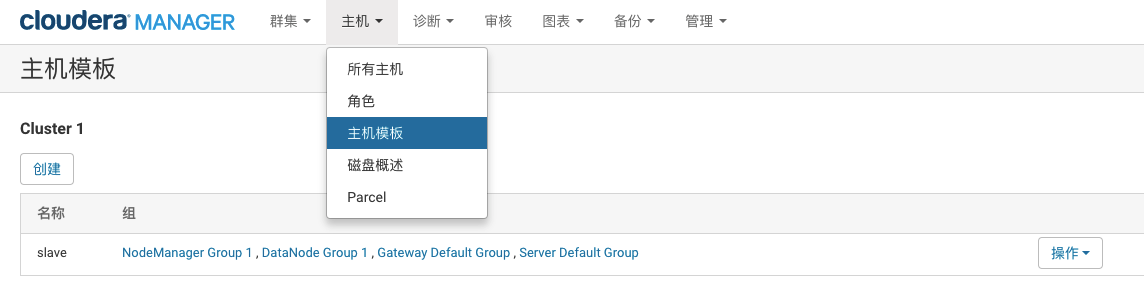 cloudera MANAGER 群集 主机 诊断 审核 图表 备份 管理
主机模板
所有主机
角色
主机模板
磁盘概述
Parcel
Cluster 1
创建
名称 组
slave NodeManager Group 1 , DataNode Group 1 , Gateway Default Group , Server Default Group 操作